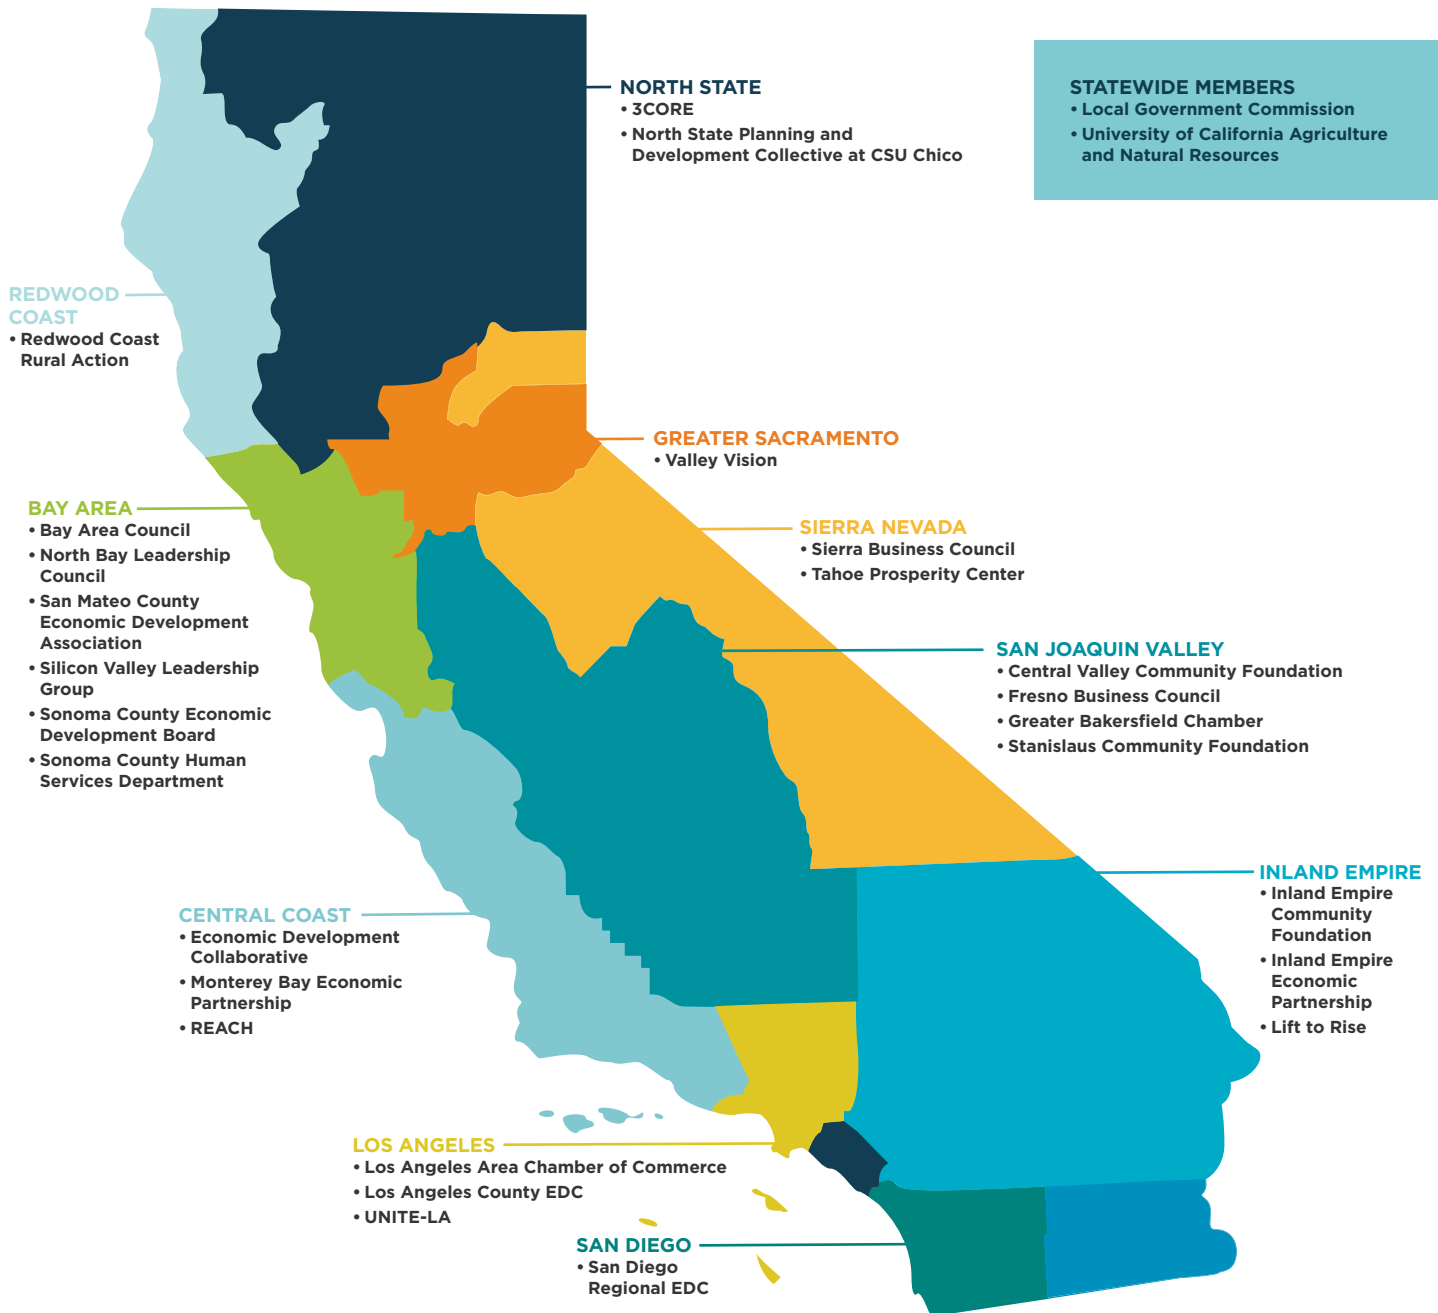 NORTH STATE
• 3CORE
• North State Planning and
Development Collective at CSU Chico
STATEWIDE MEMBERS
• Local Government Commission
• University of California Agriculture
and Natural Resources
REDWOOD
COAST
• Redwood Coast
Rural Action
GREATER SACRAMENTO
• Valley Vision
BAY AREA
• Bay Area Council
• North Bay Leadership
Council
• San Mateo County
Economic Development
Association
• Silicon Valley Leadership
Group
• Sonoma County Economic
Development Board
• Sonoma County Human
Services Department
SIERRA NEVADA
• Sierra Business Council
• Tahoe Prosperity Center
SAN JOAQUIN VALLEY
• Central Valley Community Foundation
• Fresno Business Council
• Greater Bakersfield Chamber
• Stanislaus Community Foundation
INLAND EMPIRE
• Inland Empire
Community
Foundation
• Inland Empire
Economic
Partnership
• Lift to Rise
CENTRAL COAST
• Economic Development
Collaborative
• Monterey Bay Economic
Partnership
• REACH
LOS ANGELES
• Los Angeles Area Chamber of Commerce
• Los Angeles County EDC
• UNITE-LA
SAN DIEGO
• San Diego
Regional EDC